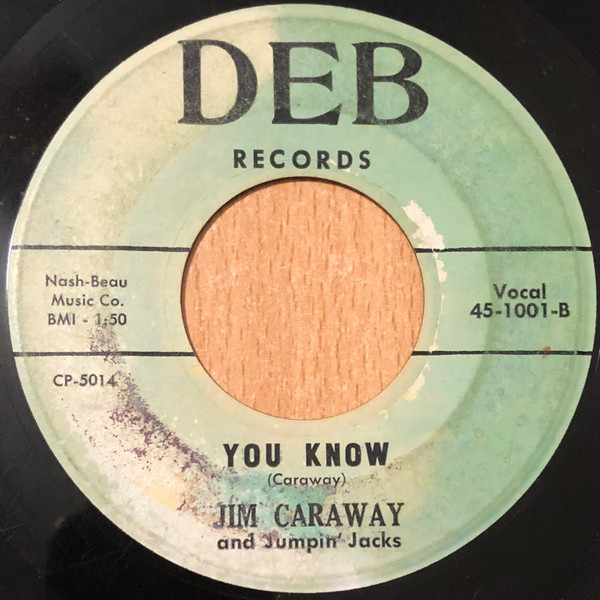 DEB
RECORDS
Nash-Beau
Music Co.
BMI - 1:50
Vocal
45-1001-B
CP-5014
YOU KNOW
(Caraway)
JIM CARAWAY
and Jumpin' Jacks